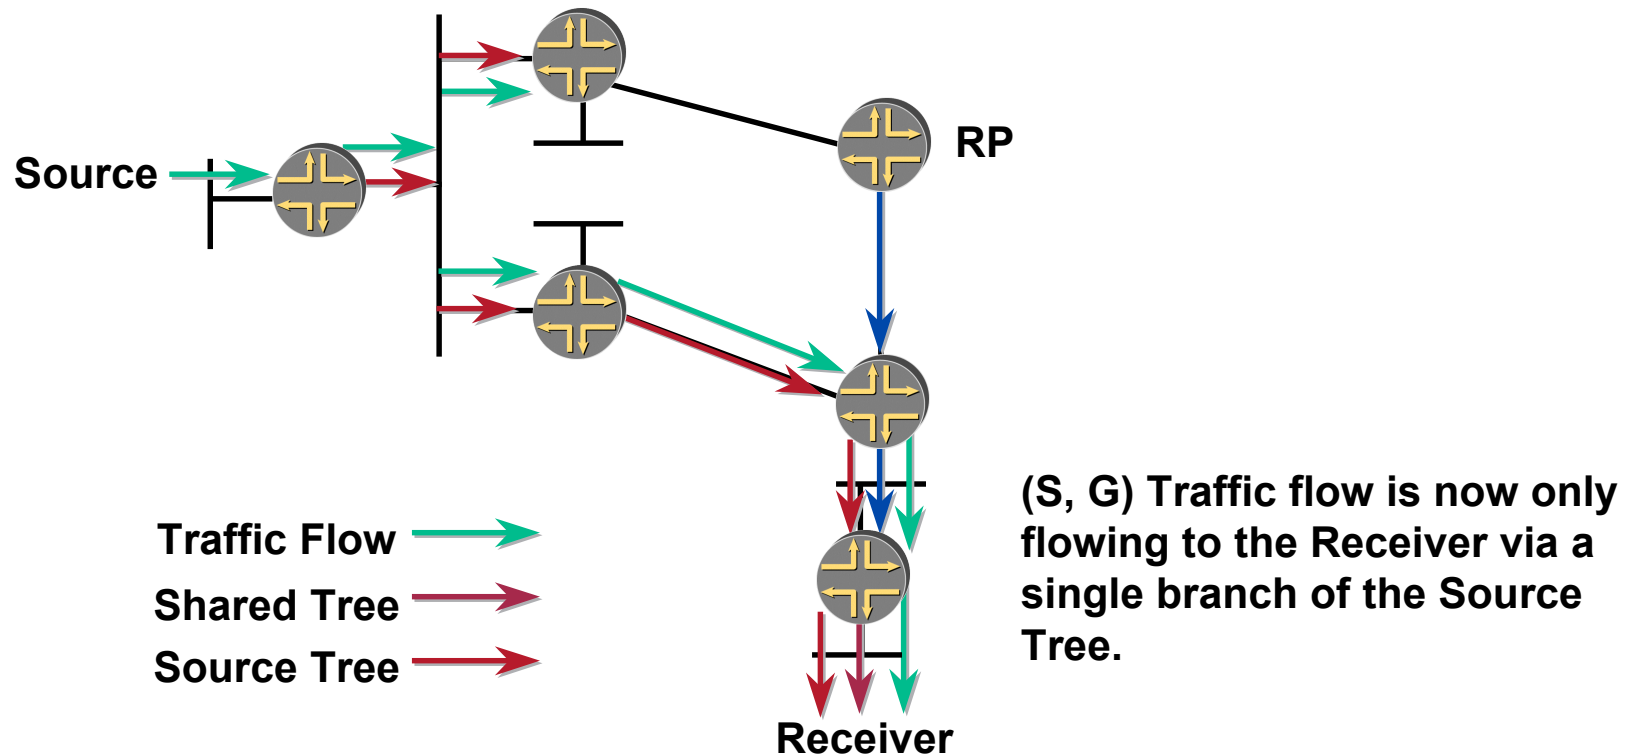 RP
Source
(S, G) Traffic flow is now only
flowing to the Receiver via a
single branch of the Source
Tree.
Traffic Flow
Shared Tree
Source Tree
Receiver